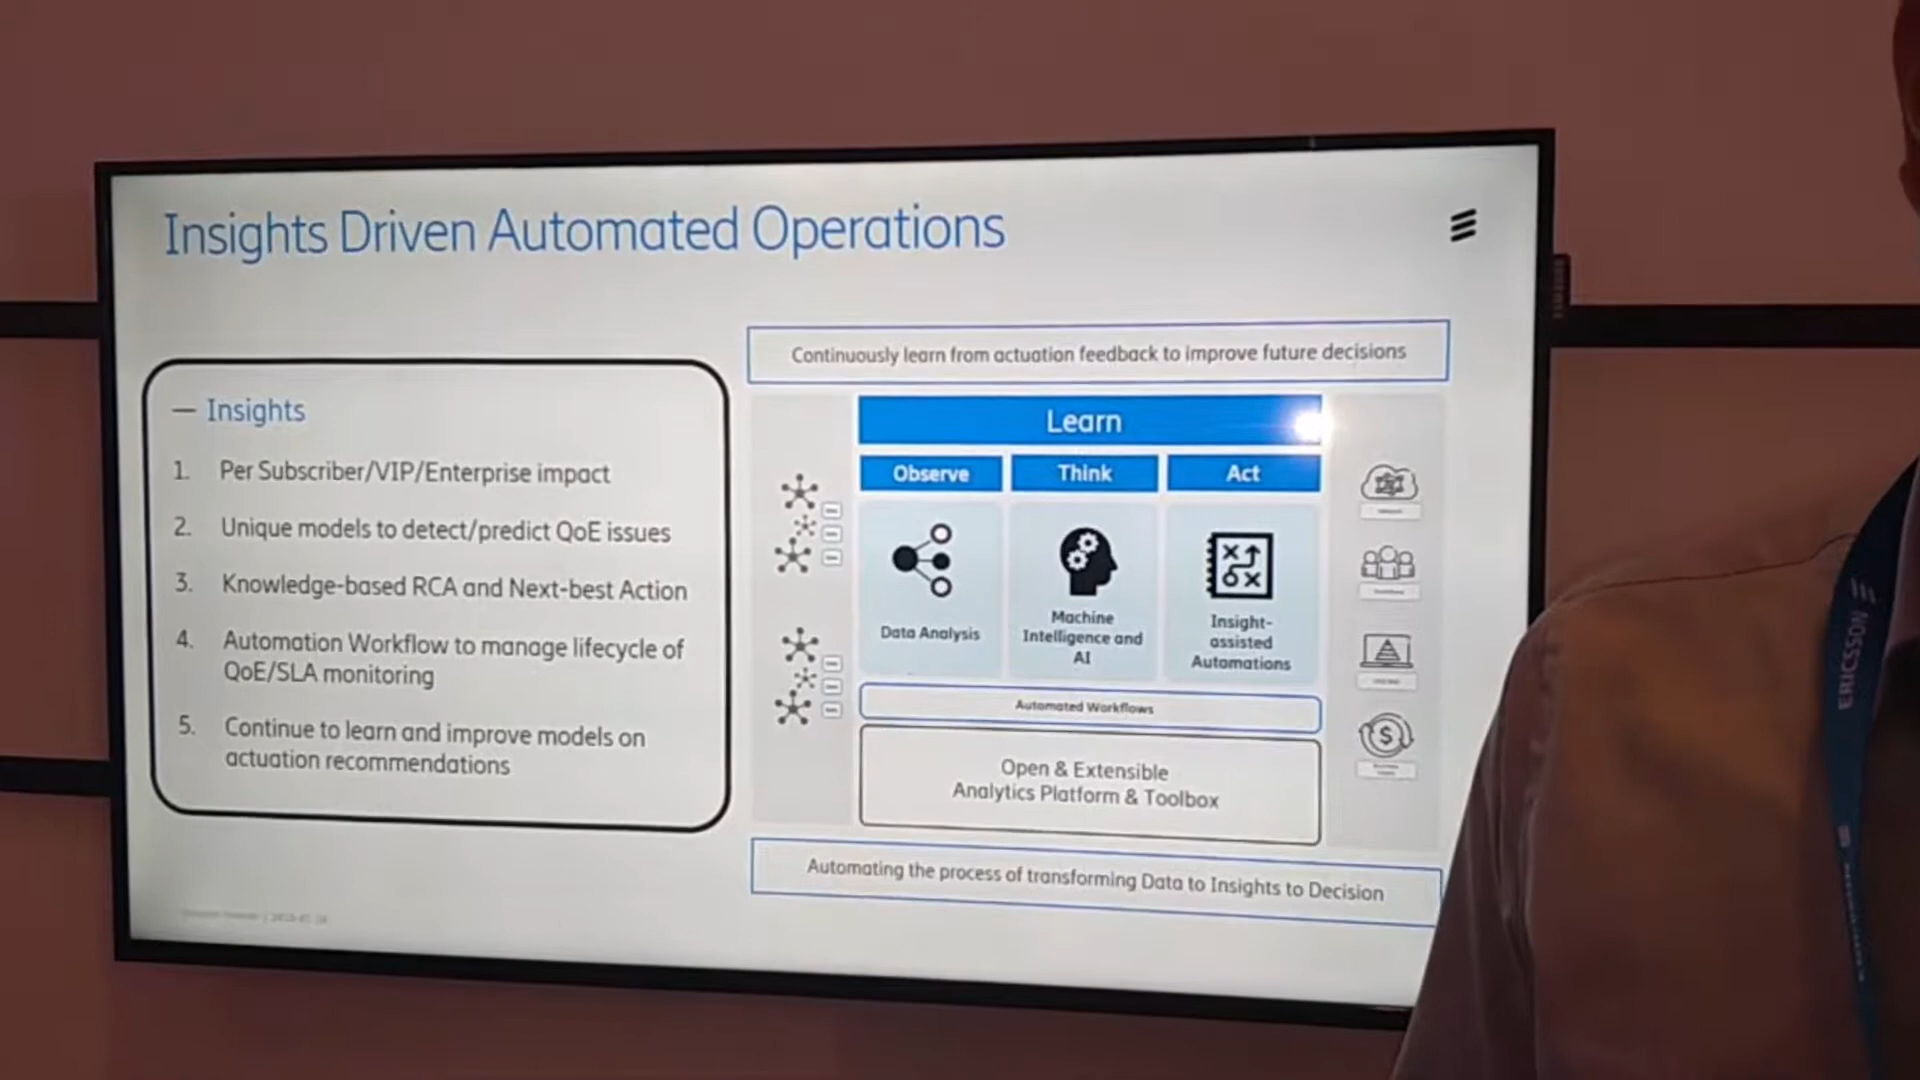 Insights Driven Automated Operations
— Insights
1. Per Subscriber/VIP/Enterprise impact
2. Unique models to detect/predict QoE issues
3. Knowledge-based RCA and Next-best Action
4. Automation Workflow to manage lifecycle of
QoE/SLA monitoring
5. Continue to learn and improve models on
actuation recommendations
Continuously learn from actuation feedback to improve future decisions
Learn
Observe
Think
Act
Data Analysis
Machine
Intelligence and
AI
Insight-
assisted
Automations
Automated Workflows
Open & Extensible
Analytics Platform & Toolbox
Automating the process of transforming Data to Insights to Decision
ERICSSON